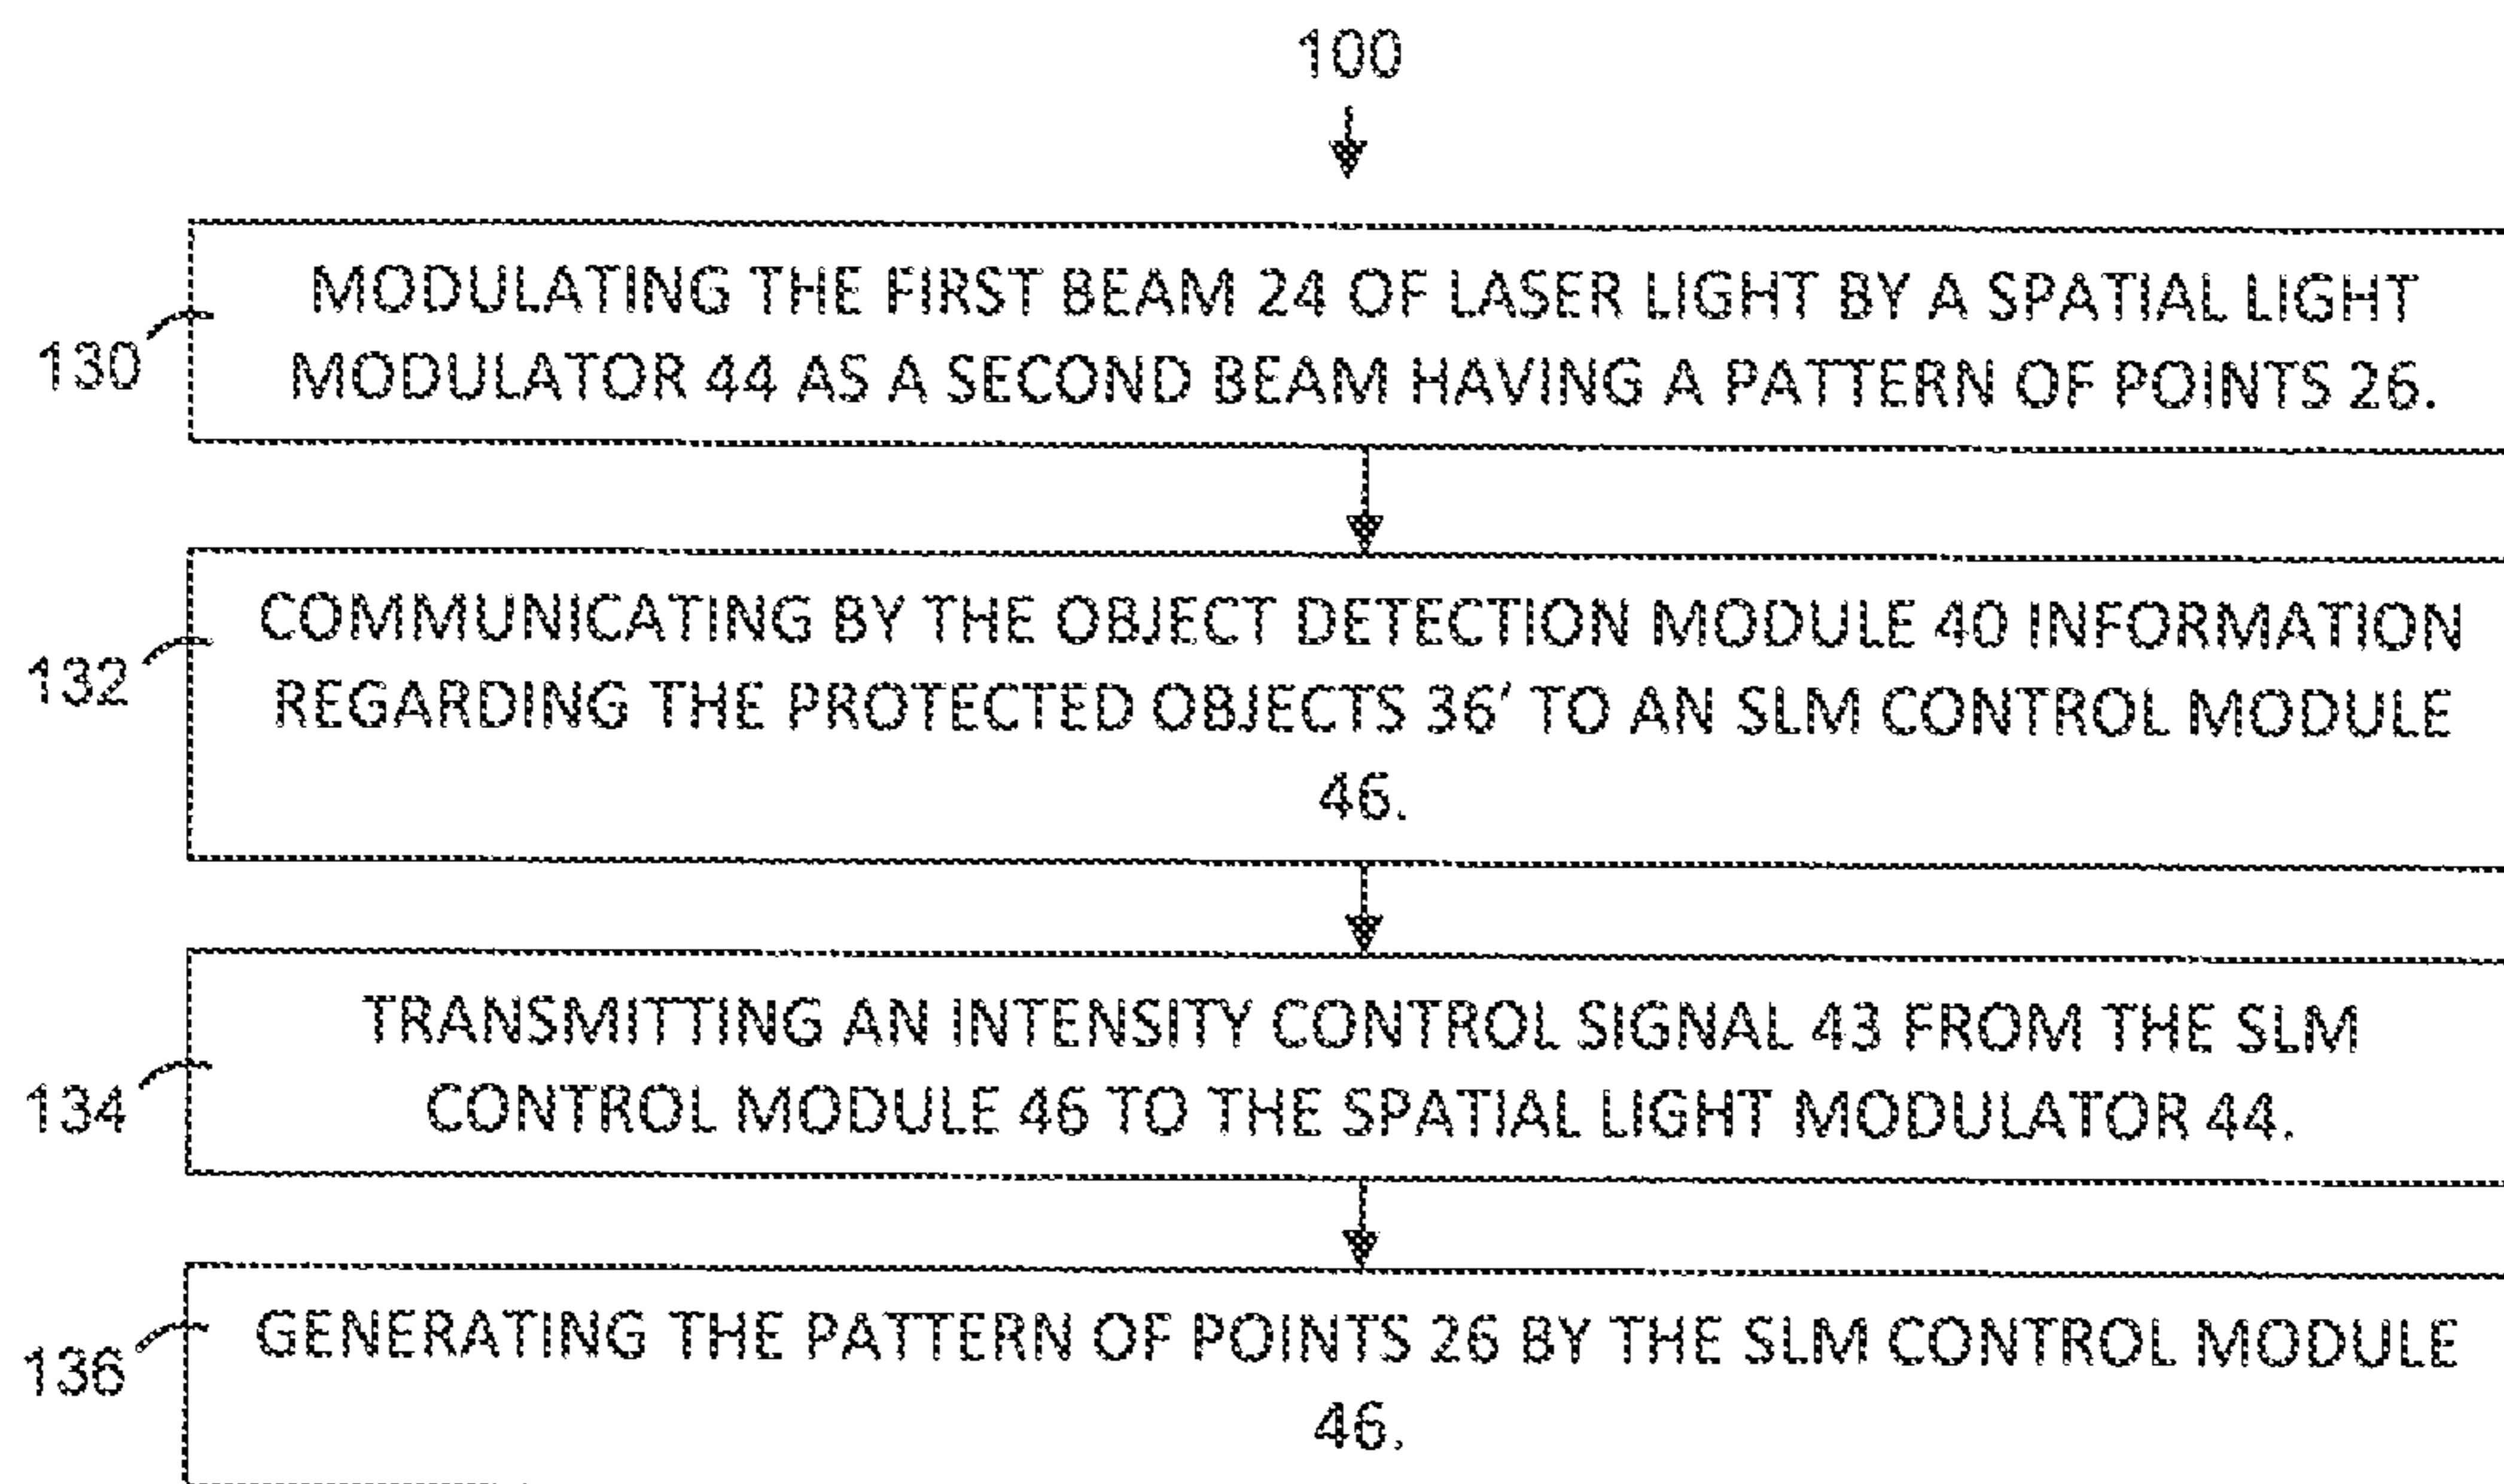 100
130
MODULATING THE FIRST BEAM 24 OF LASER LIGHT BY A SPATIAL LIGHT
MODULATOR 44 AS A SECOND BEAM HAVING A PATTERN OF POINTS 26.
132
COMMUNICATING BY THE OBJECT DETECTION MODULE 40 INFORMATION
REGARDING THE PROTECTED OBJECTS 36' TO AN SLM CONTROL MODULE
46.
134
TRANSMITTING AN INTENSITY CONTROL SIGNAL 43 FROM THE SLM
CONTROL MODULE 46 TO THE SPATIAL LIGHT MODULATOR 44.
136
GENERATING THE PATTERN OF POINTS 26 BY THE SLM CONTROL MODULE
46.